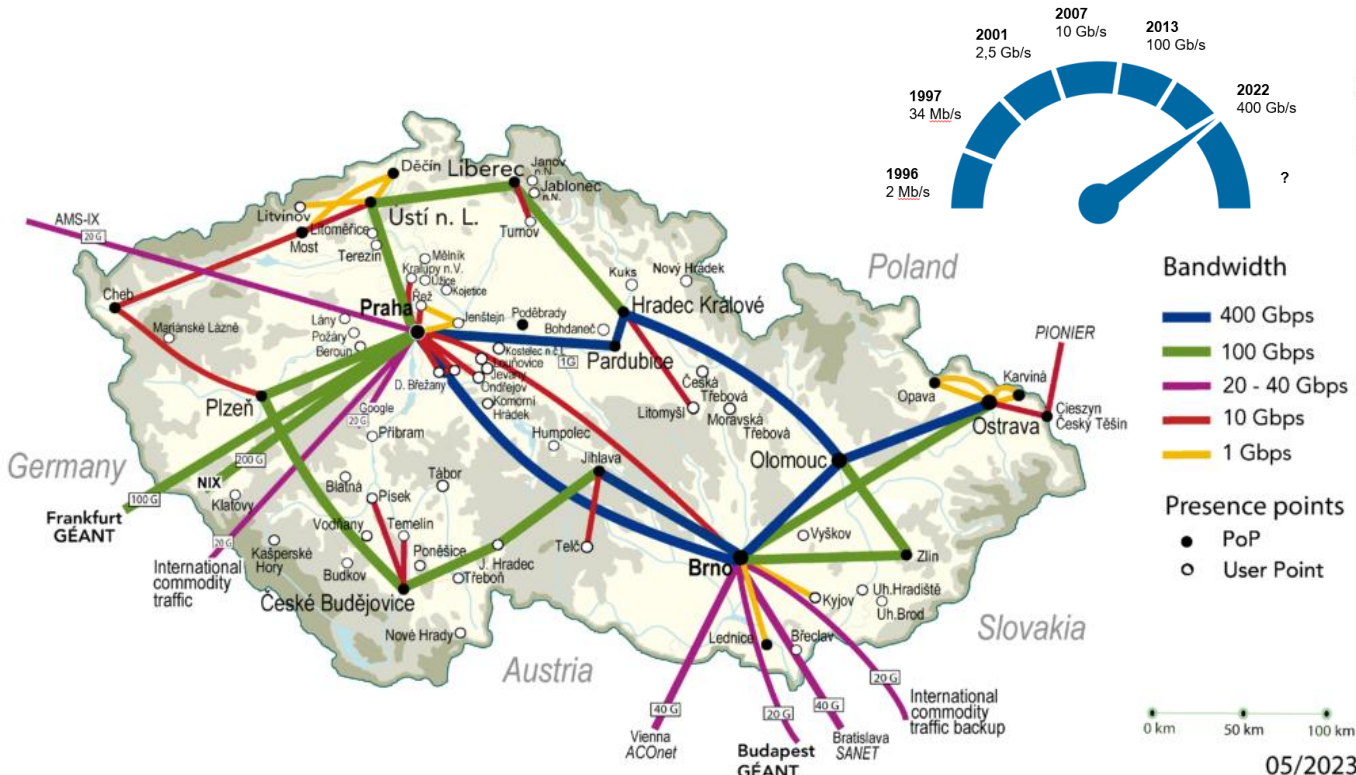 2007
10 Gb/s
2013
100 Gb/s
2001
2,5 Gb/s
2022
400 Gb/s
1997
34 Mb/s
1996
2 Mb/s
?
Děčín
Liberec
Janov
n.N.
Jablonec
n.N.
Litvínov
Ústí n. L.
AMS-IX
20 G
Most
Litoměřice
Terezín
Turnov
Mělník
Kralupy n.V.
Úžice
Kojetice
Řež
Kuks
Nový Hrádek
Poland
Cheb
Praha
Hradec Králové
Lány
Jenštejn
Poděbrady
Bohdaneč
Mariánské Lázně
Požáry
Beroun
Kostelec n.č.l.
1G
Pardubice
Louňovice
Jevany
D. Břežany
Ondřejov
Česká
Třebová
Plzeň
Google
20 G
Komorní
Hrádek
Litomyšl
Moravská
Třebová
Příbram
Humpolec
Opava
Karviná
PIONIER
Cieszyn
Český Těšín
Ostrava
Germany
200 G
NIX
100 G
Frankfurt
GÉANT
Klatovy
Blatná
Tábor
Jihlava
Olomouc
Písek
Vodňany
Temelín
20 G
International
commodity
traffic
Kašperské
Hory
Budkov
Poněšice
J. Hradec
Třeboň
Telč
Vyškov
Brno
Zlín
České Budějovice
Nové Hrady
Kyjov
Uh.Hradiště
Uh.Brod
Lednice
Břeclav
Austria
Slovakia
40 G
20 G
40 G
20 G
Vienna
ACOnet
Budapest
GÉANT
Bratislava
SANET
International
commodity
traffic backup
Bandwidth
400 Gbps
100 Gbps
20 - 40 Gbps
10 Gbps
1 Gbps
Presence points
PoP
User Point
0 km
50 km
100 km
05/2023